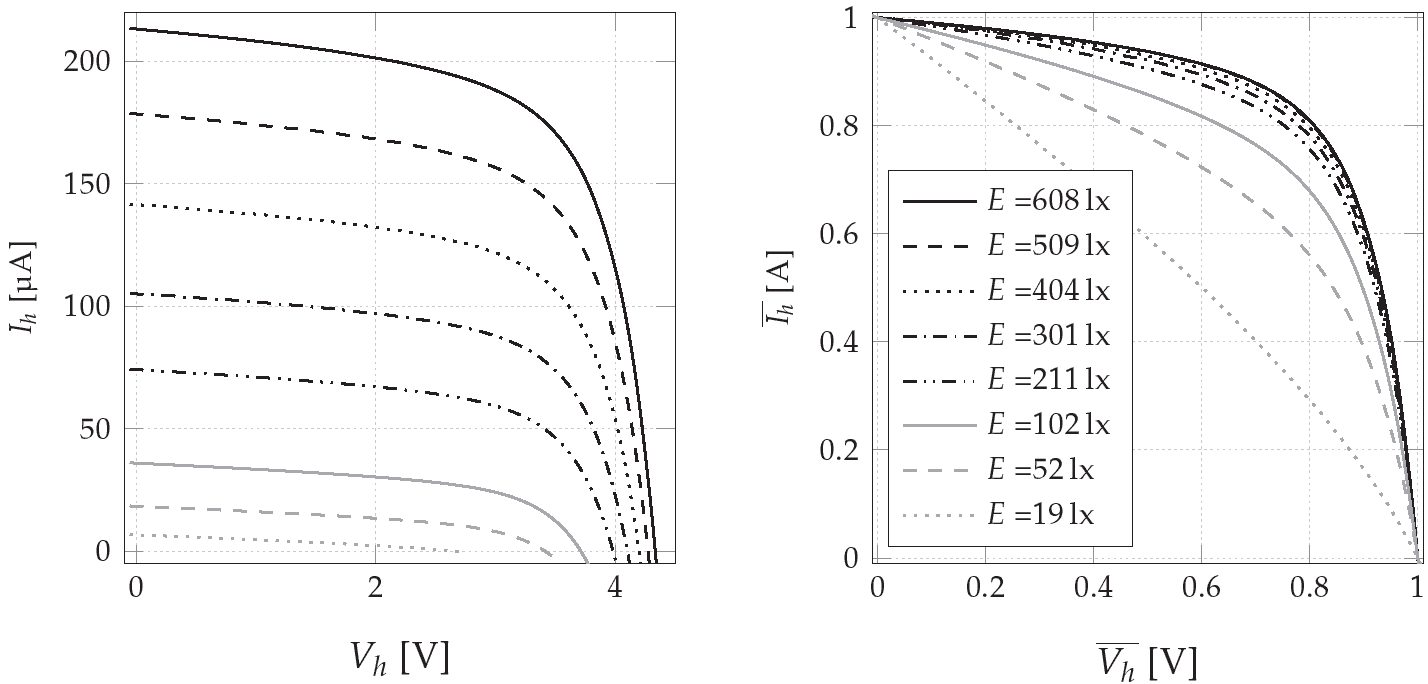 200
150
100
50
0
I_h [µA]
0 2 4
V_h [V]
1
0.8
0.6
0.4
0.2
0
I_h [A]
E =608 lx
E =509 lx
E =404 lx
E =301 lx
E =211 lx
E =102 lx
E =52 lx
E =19 lx
0 0.2 0.4 0.6 0.8 1
V_h [V]